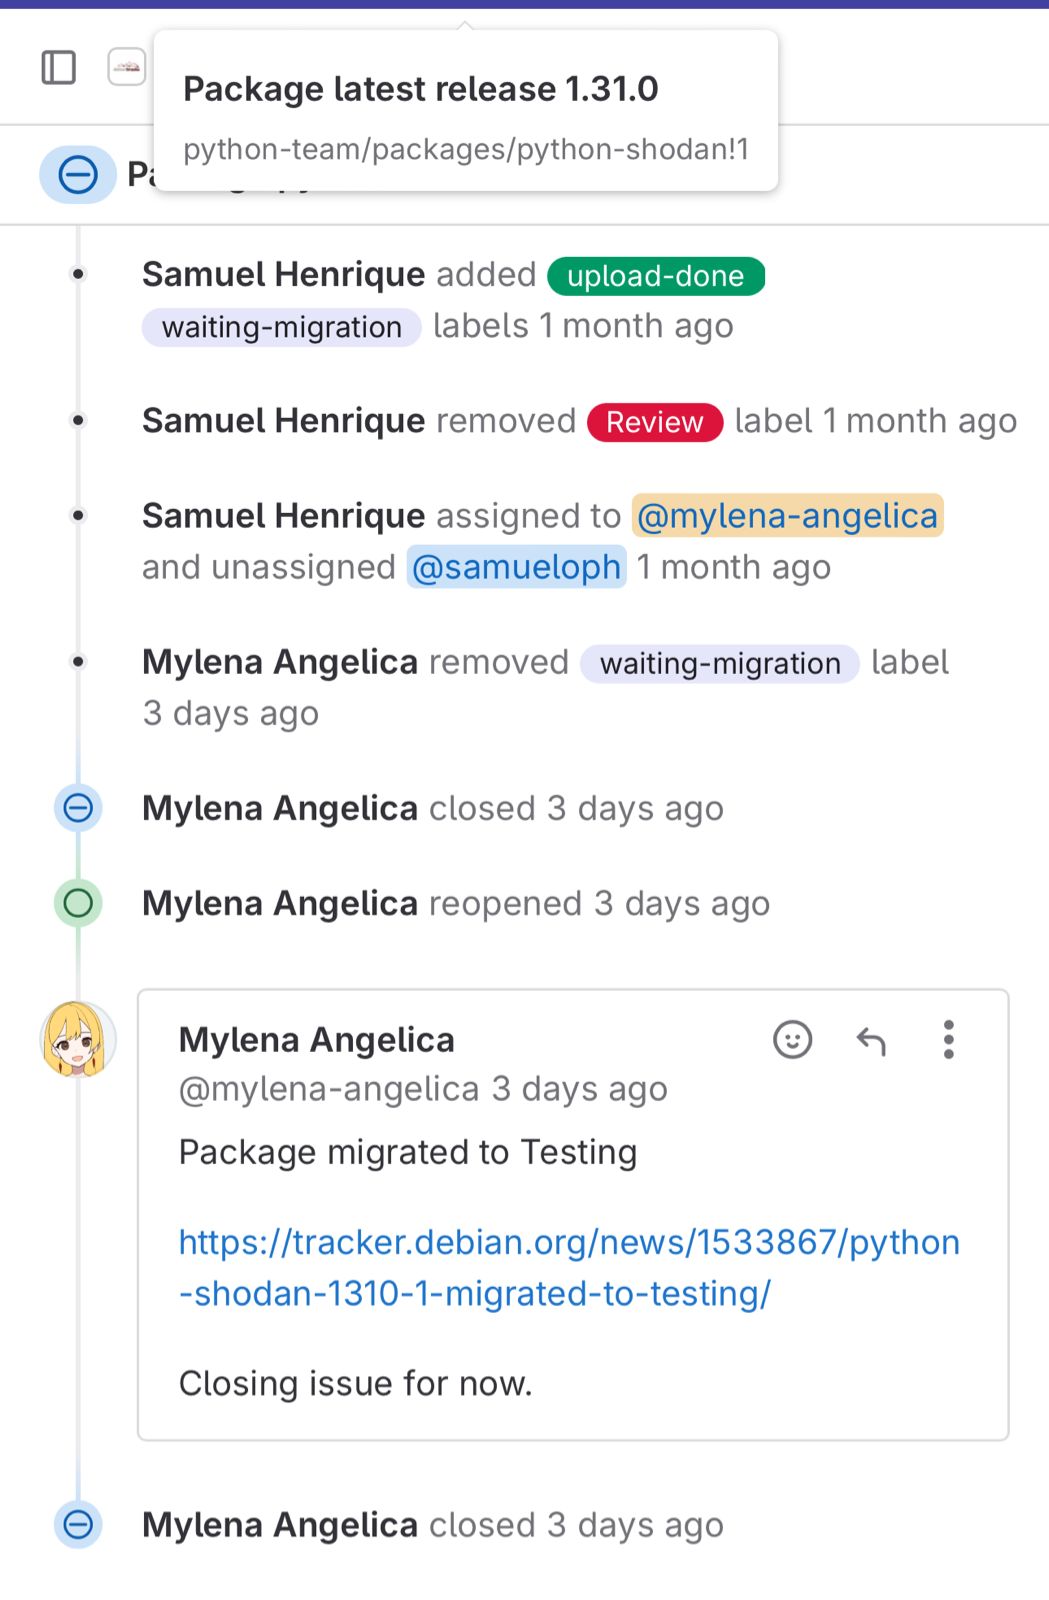 Package latest release 1.31.0
python-team/packages/python-shodan!1
Samuel Henrique added upload-done
waiting-migration labels 1 month ago
Samuel Henrique removed Review label 1 month ago
Samuel Henrique assigned to @mylena-angelica
and unassigned @samueloph 1 month ago
Mylena Angelica removed waiting-migration label
3 days ago
Mylena Angelica closed 3 days ago
Mylena Angelica reopened 3 days ago
Mylena Angelica
@mylena-angelica 3 days ago
Package migrated to Testing
https://tracker.debian.org/news/1533867/python
-shodan-1310-1-migrated-to-testing/
Closing issue for now.
Mylena Angelica closed 3 days ago